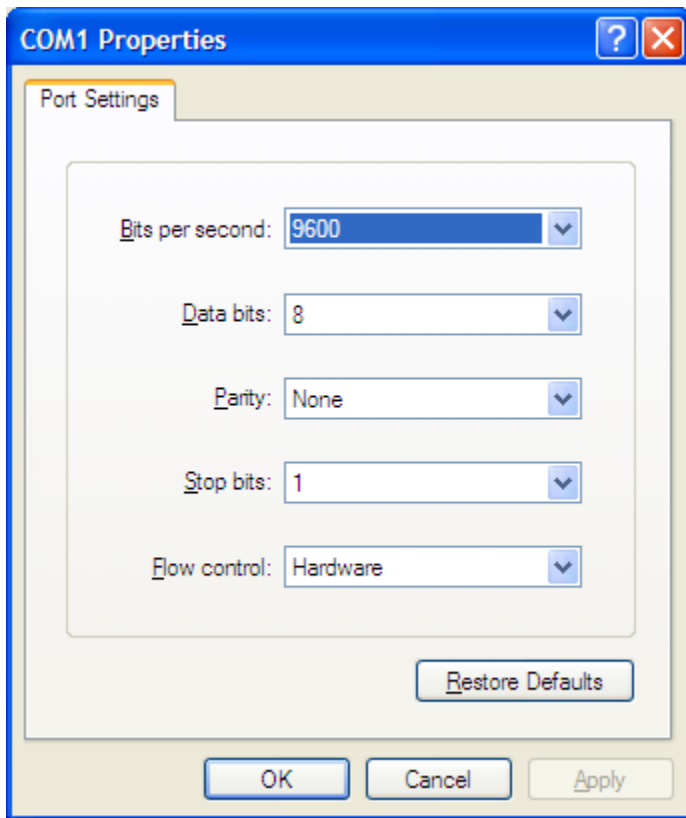 COM1 Properties
Port Settings
Bits per second: 9600
Data bits: 8
Parity: None
Stop bits: 1
Flow control: Hardware
Restore Defaults
OK Cancel Apply